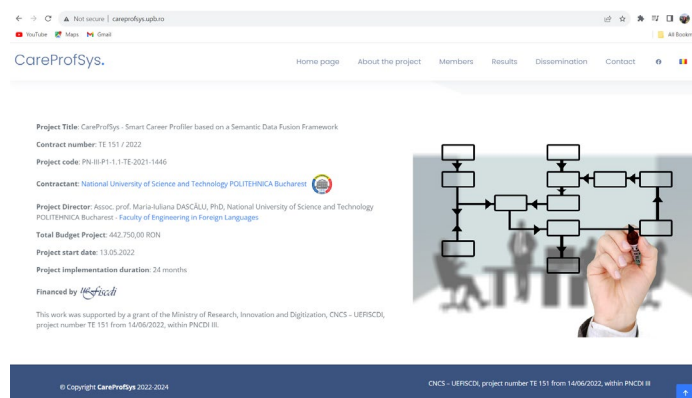 Not secure | careprofsys.upb.ro
YouTube Maps Gmail All Bookm
CareProfSys.
Home page About the project Members Results Dissemination Contact
Project Title: CareProfSys - Smart Career Profiler based on a Semantic Data Fusion Framework
Contract number: TE 151 / 2022
Project code: PN-III-P1-1.1-TE-2021-1446
Contractant: National University of Science and Technology POLITEHNICA Bucharest
Project Director: Assoc. prof. Maria-Iuliana DASCĂLU, PhD, National University of Science and Technology
POLITEHNICA Bucharest - Faculty of Engineering in Foreign Languages
Total Budget Project: 442.750,00 RON
Project start date: 13.05.2022
Project implementation duration: 24 months
Financed by uefiscdi
This work was supported by a grant of the Ministry of Research, Innovation and Digitization, CNCS - UEFISCDI,
project number TE 151 from 14/06/2022, within PNCDI III.
© Copyright CareProfSys 2022-2024
CNCS – UEFISCDI, project number TE 151 from 14/06/2022, within PNCDI III